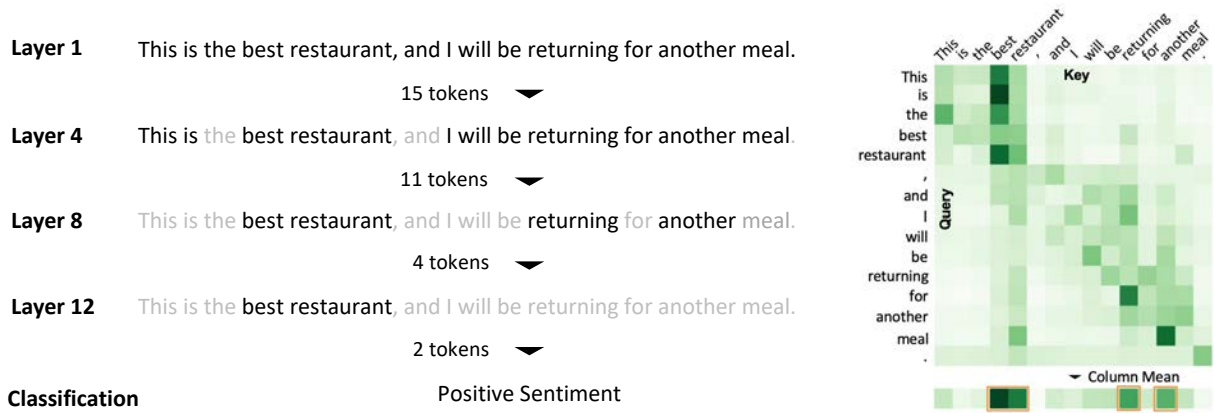 Layer 1 This is the best restaurant, and I will be returning for another meal.
15 tokens
Layer 4 This is the best restaurant, and I will be returning for another meal.
11 tokens
Layer 8 This is the best restaurant, and I will be returning for another meal.
4 tokens
Layer 12 This is the best restaurant, and I will be returning for another meal.
2 tokens
Classification Positive Sentiment
This is the best restaurant , and I will be returning for another meal .
Key
Query
This
is
the
best
restaurant
,
and
I
will
be
returning
for
another
meal
.
Column Mean